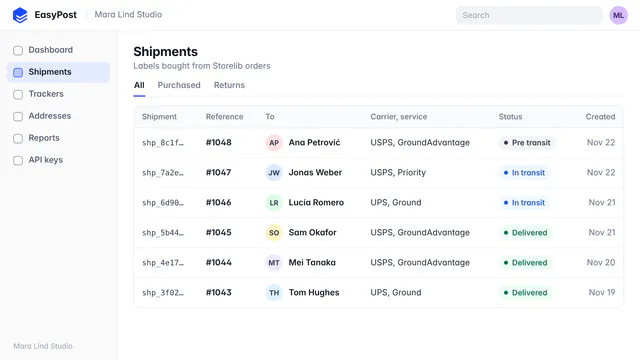 EasyPost Mara Lind Studio Search ML
Dashboard
Shipments
Trackers
Addresses
Reports
API keys
Shipments
Labels bought from Storelib orders
All Purchased Returns
Shipment Reference To Carrier, service Status Created
shp_8c1f… #1048 AP Ana Petrović USPS, GroundAdvantage Pre transit Nov 22
shp_7a2e… #1047 JW Jonas Weber USPS, Priority In transit Nov 22
shp_6d90… #1046 LR Lucía Romero UPS, Ground In transit Nov 21
shp_5b44… #1045 SO Sam Okafor USPS, GroundAdvantage Delivered Nov 21
shp_4e17… #1044 MT Mei Tanaka USPS, GroundAdvantage Delivered Nov 20
shp_3f02… #1043 TH Tom Hughes UPS, Ground Delivered Nov 19
Mara Lind Studio